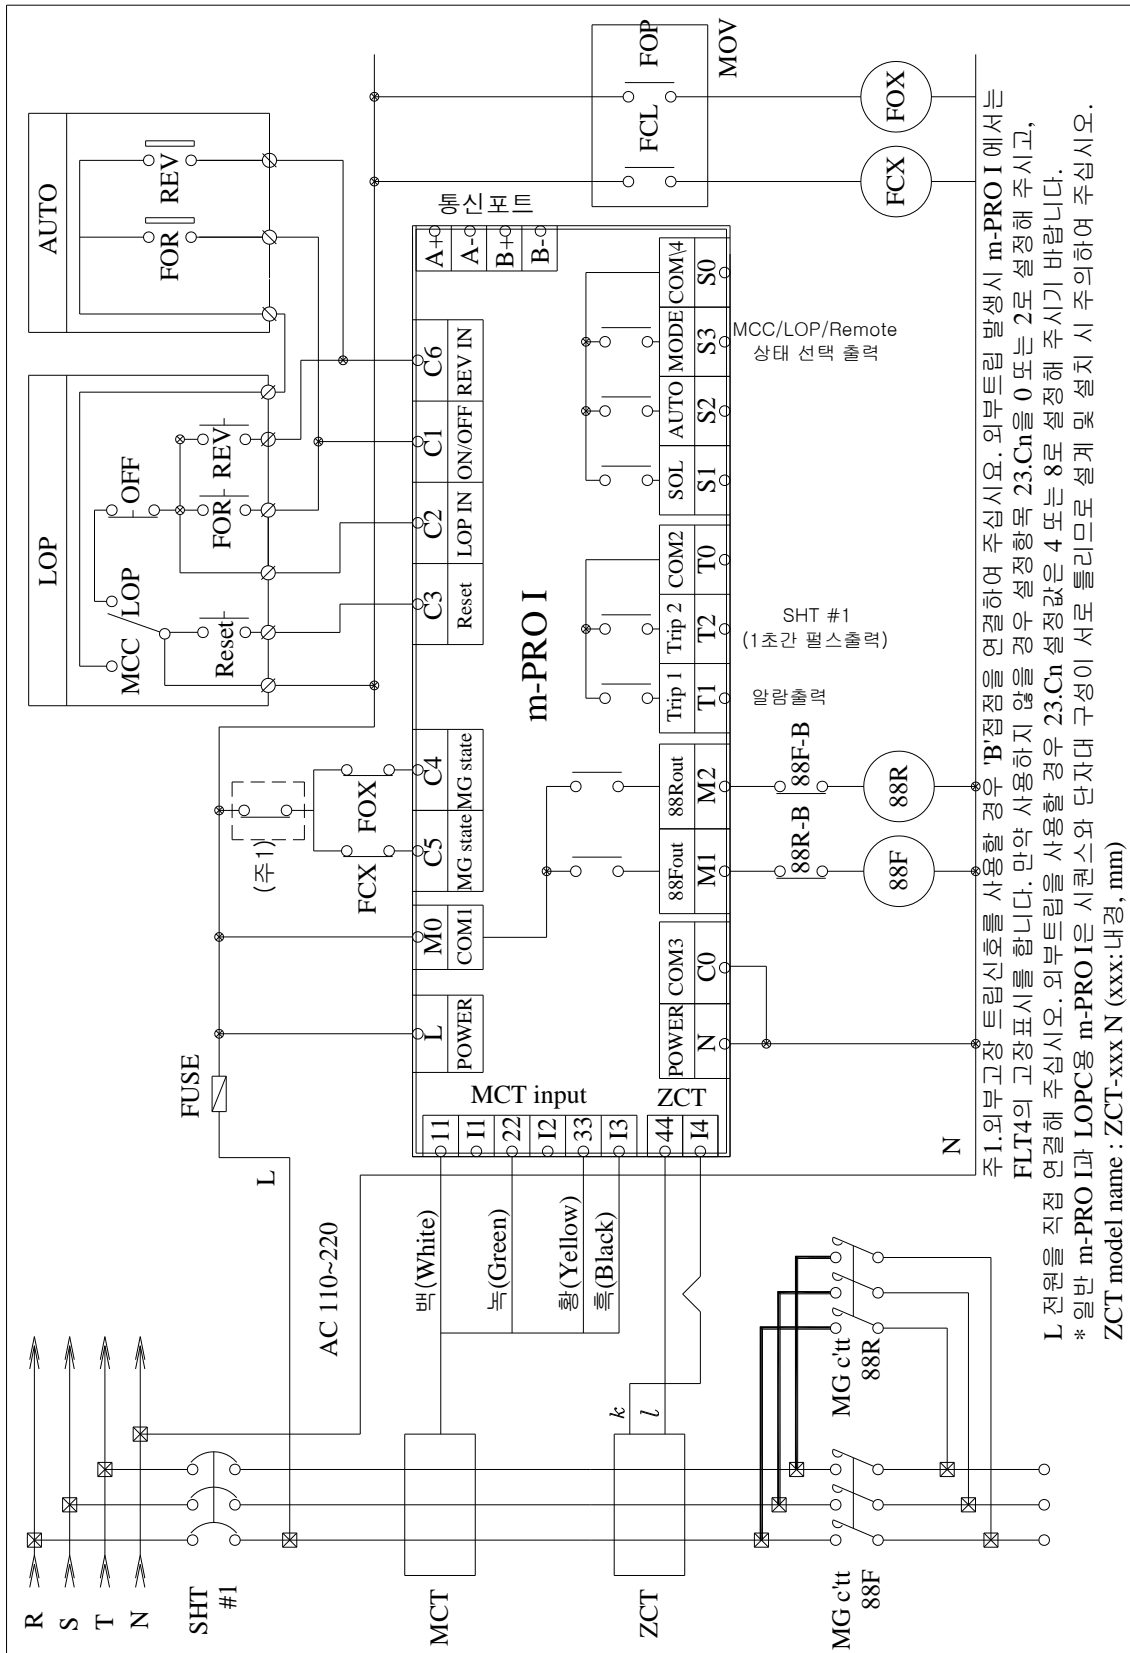 AUTO
REV
FOR
LOP
OFF
REV
FOR
LOP
MCC
Reset
FOP
FCL
MOV
FOX
FCX
통신포트
A+
A-
B+
B-
C6
REV IN
C1
ON/OFF
C2
LOP IN
C3
Reset
C4
MG state
C5
MG state
M0
COM1
L
POWER
m-PRO I
COM\4
S0
MODE
S3
AUTO
S2
SOL
S1
COM2
T0
Trip 2
T2
Trip 1
T1
88Rout
M2
88Fout
M1
COM3
C0
POWER
N
MCC/LOP/Remote
상태 선택 출력
SHT #1
(1초간 펄스출력)
알람출력
88F-B
88R-B
88R
88F
FOX
FCX
(주1)
FUSE
L
N
MCT input
ZCT
11
I1
22
I2
33
I3
44
I4
백(White)
녹(Green)
황(Yellow)
흑(Black)
AC 110~220
R
S
T
N
SHT
#1
MCT
ZCT
k
l
MG c'tt
88R
MG c'tt
88F
주1.외부고장 트립신호를 사용할 경우 'B'접점을 연결하여 주십시요. 외부트립 발생시 m-PRO I 에서는
FLT4의 고장표시를 합니다. 만약 사용하지 않을 경우 설정항목 23.Cn을 0 또는 2로 설정해 주시고,
L 전원을 직접 연결해 주십시오. 외부트립을 사용할 경우 23.Cn 설정값은 4 또는 8로 설정해 주시기 바랍니다.
* 일반 m-PRO I과 LOPC용 m-PRO I은 시퀀스와 단자대 구성이 서로 틀리므로 설계 및 설치 시 주의하여 주십시오.
ZCT model name : ZCT-xxx N (xxx:내경, mm)